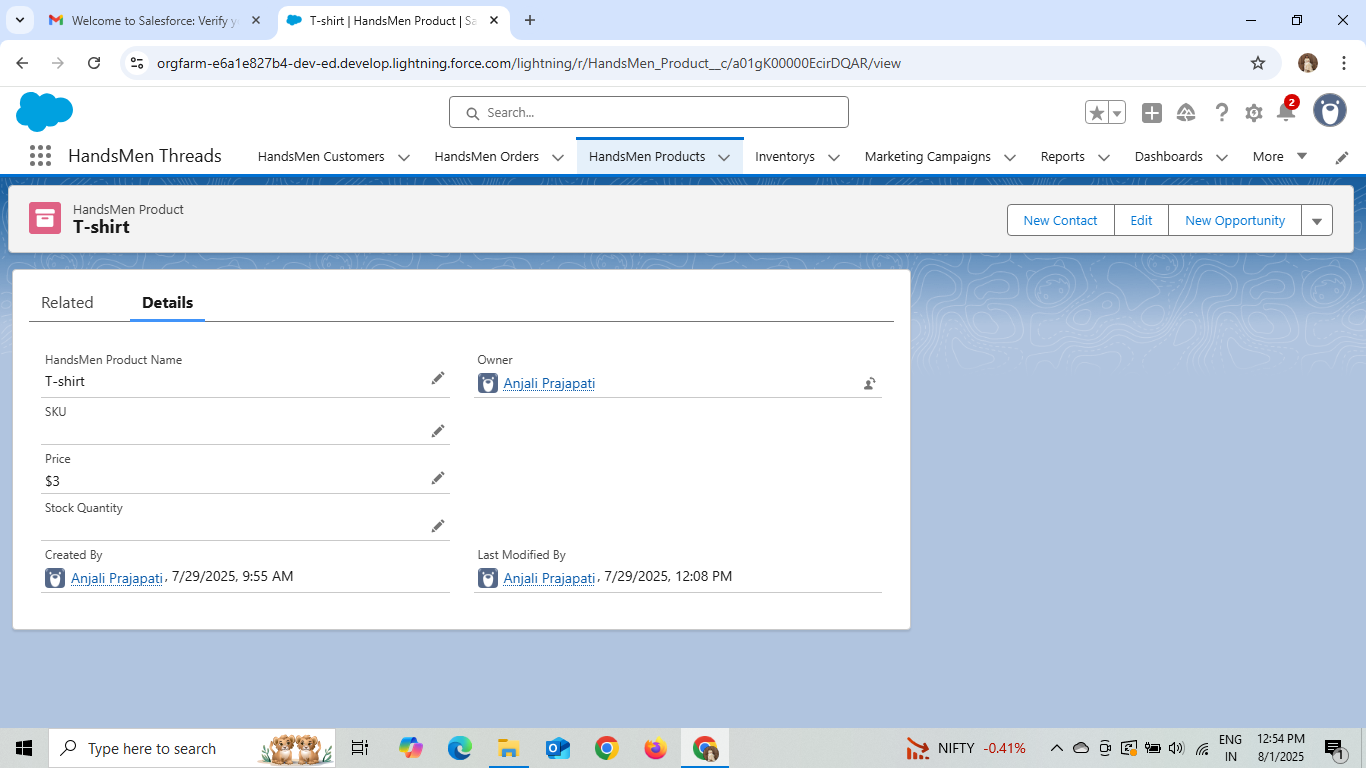 Welcome to Salesforce: Verify y
T-shirt | HandsMen Product | Sa
orgfarm-e6a1e827b4-dev-ed.develop.lightning.force.com/lightning/r/HandsMen_Product__c/a01gK00000EcirDQAR/view
Search...
2
HandsMen Threads
HandsMen Customers
HandsMen Orders
HandsMen Products
Inventorys
Marketing Campaigns
Reports
Dashboards
More
HandsMen Product
T-shirt
New Contact
Edit
New Opportunity
Related
Details
HandsMen Product Name
T-shirt
Owner
Anjali Prajapati
SKU
Price
$3
Stock Quantity
Created By
Anjali Prajapati, 7/29/2025, 9:55 AM
Last Modified By
Anjali Prajapati, 7/29/2025, 12:08 PM
Type here to search
NIFTY -0.41%
ENG
IN
12:54 PM
8/1/2025
1